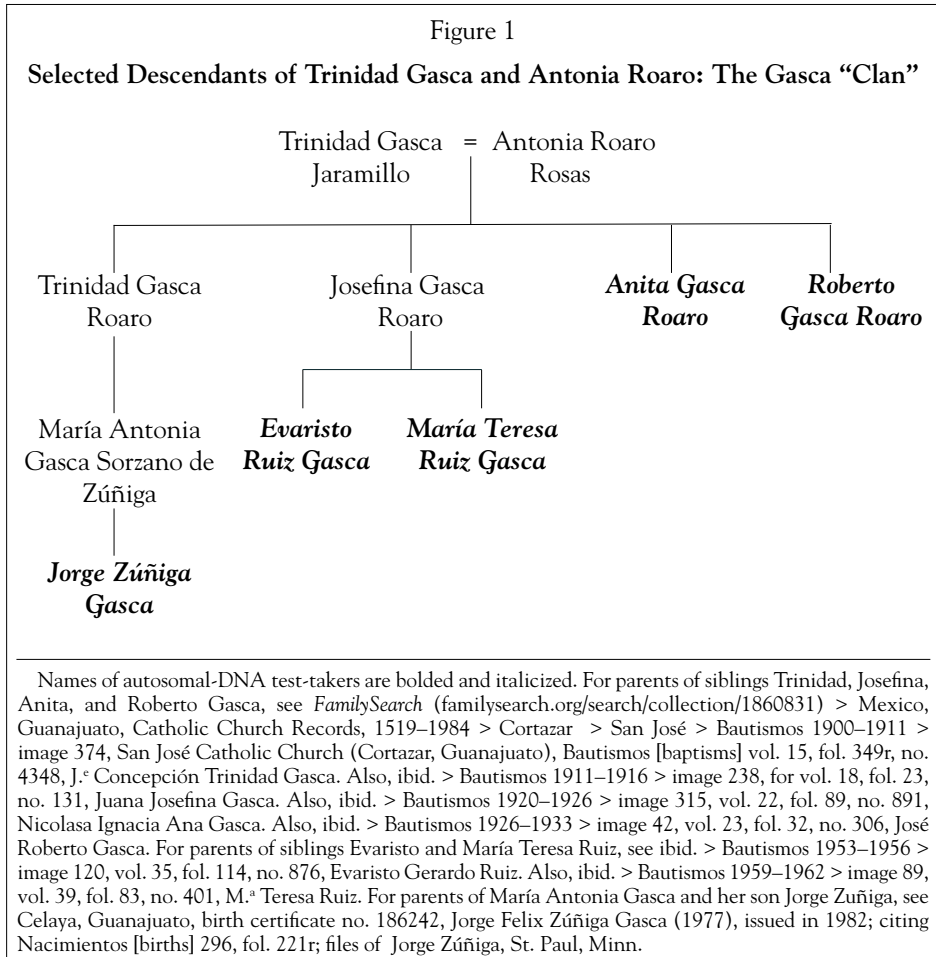 Figure 1
Selected Descendants of Trinidad Gasca and Antonia Roaro: The Gasca “Clan”
Trinidad Gasca = Antonia Roaro
Jaramillo Rosas
Trinidad Gasca
Roaro
Josefina Gasca
Roaro
Anita Gasca
Roaro
Roberto
Gasca Roaro
María Antonia
Gasca Sorzano de
Zúñiga
Evaristo
Ruiz Gasca
María Teresa
Ruiz Gasca
Jorge Zúñiga
Gasca
Names of autosomal-DNA test-takers are bolded and italicized. For parents of siblings Trinidad, Josefina,
Anita, and Roberto Gasca, see FamilySearch (familysearch.org/search/collection/1860831) > Mexico,
Guanajuato, Catholic Church Records, 1519–1984 > Cortazar > San José > Bautismos 1900–1911 >
image 374, San José Catholic Church (Cortazar, Guanajuato), Bautismos [baptisms] vol. 15, fol. 349r, no.
4348, J.ᵉ Concepción Trinidad Gasca. Also, ibid. > Bautismos 1911–1916 > image 238, for vol. 18, fol. 23,
no. 131, Juana Josefina Gasca. Also, ibid. > Bautismos 1920–1926 > image 315, vol. 22, fol. 89, no. 891,
Nicolasa Ignacia Ana Gasca. Also, ibid. > Bautismos 1926–1933 > image 42, vol. 23, fol. 32, no. 306, José
Roberto Gasca. For parents of siblings Evaristo and María Teresa Ruiz, see ibid. > Bautismos 1953–1956 >
image 120, vol. 35, fol. 114, no. 876, Evaristo Gerardo Ruiz. Also, ibid. > Bautismos 1959–1962 > image 89,
vol. 39, fol. 83, no. 401, M.ᵃ Teresa Ruiz. For parents of María Antonia Gasca and her son Jorge Zuñiga, see
Celaya, Guanajuato, birth certificate no. 186242, Jorge Felix Zúñiga Gasca (1977), issued in 1982; citing
Nacimientos [births] 296, fol. 221r; files of Jorge Zúñiga, St. Paul, Minn.